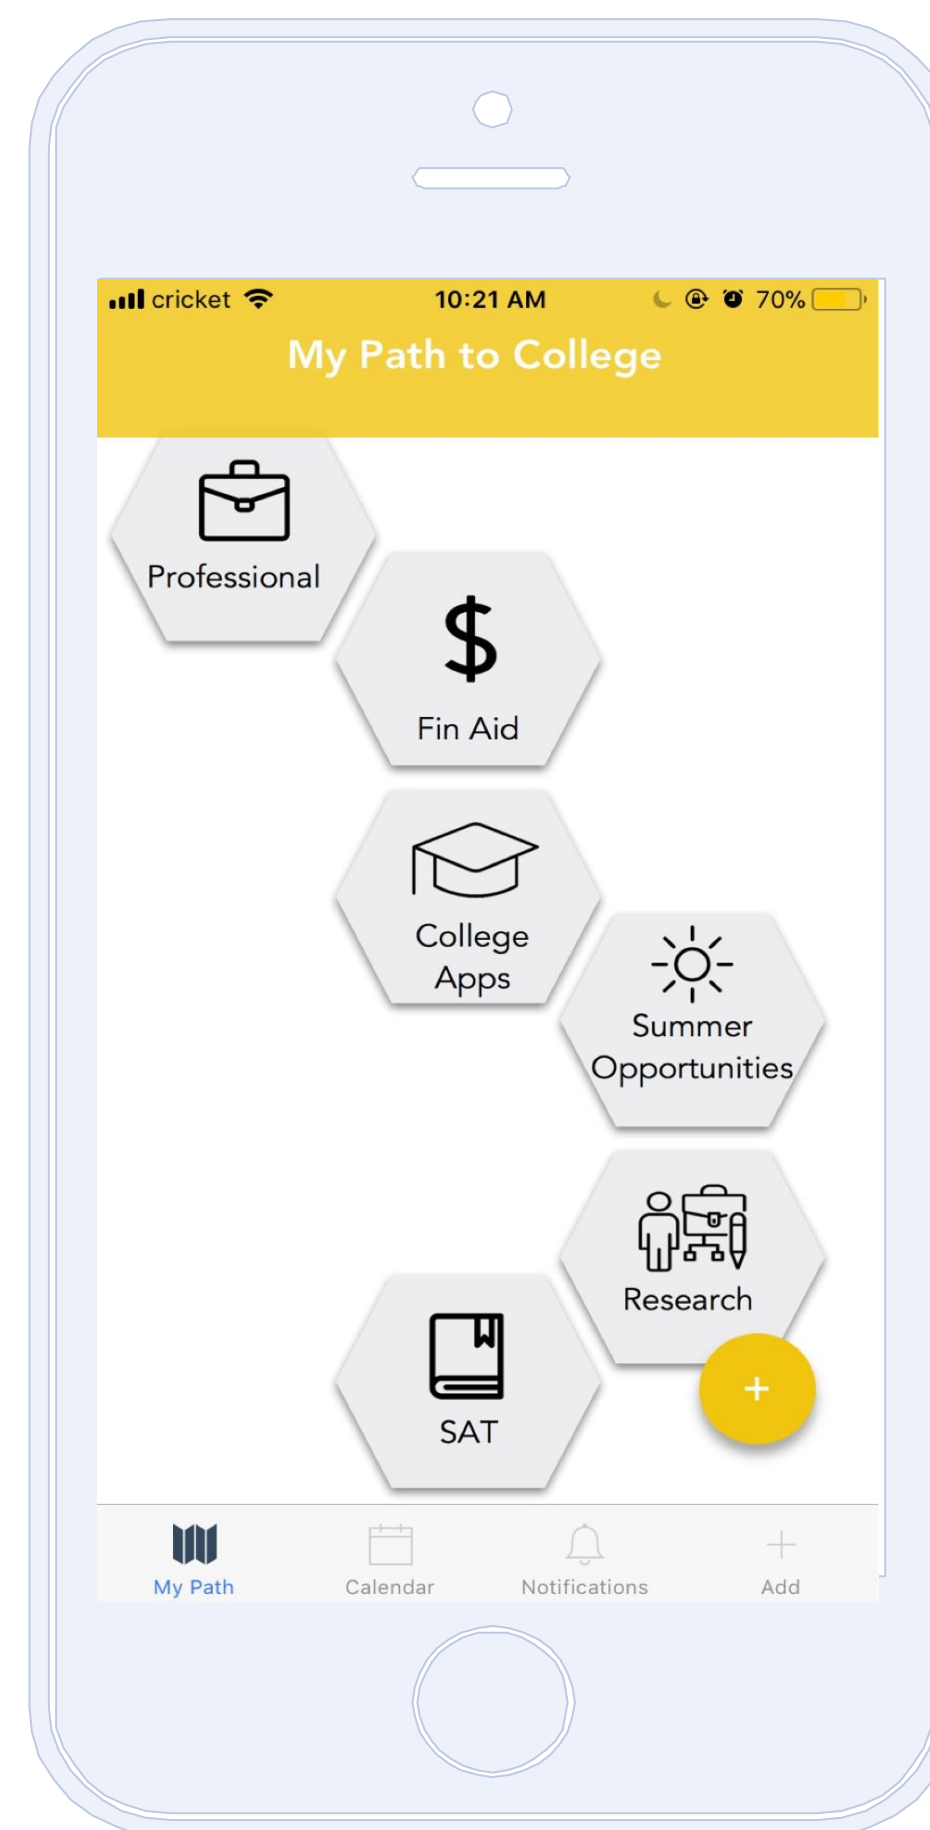 cricket 10:21 AM 70%
My Path to College
Professional
$
Fin Aid
College
Apps
Summer
Opportunities
Research
+
SAT
My Path Calendar Notifications Add